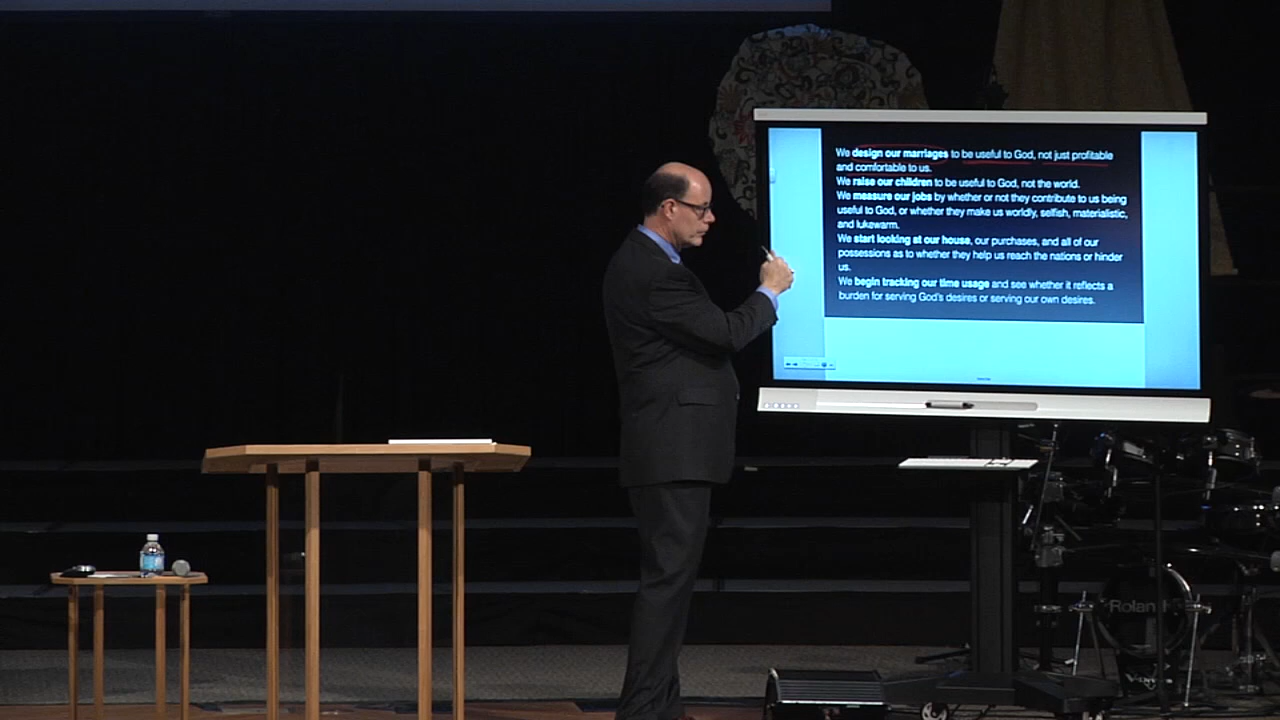 We design our marriages to be useful to God, not just profitable
and comfortable to us.
We raise our children to be useful to God, not the world.
We measure our jobs by whether or not they contribute to us being
useful to God, or whether they make us worldly, selfish, materialistic,
and lukewarm.
We start looking at our house, our purchases, and all of our
possessions as to whether they help us reach the nations or hinder
us.
We begin tracking our time usage and see whether it reflects a
burden for serving God's desires or serving our own desires.
Roland